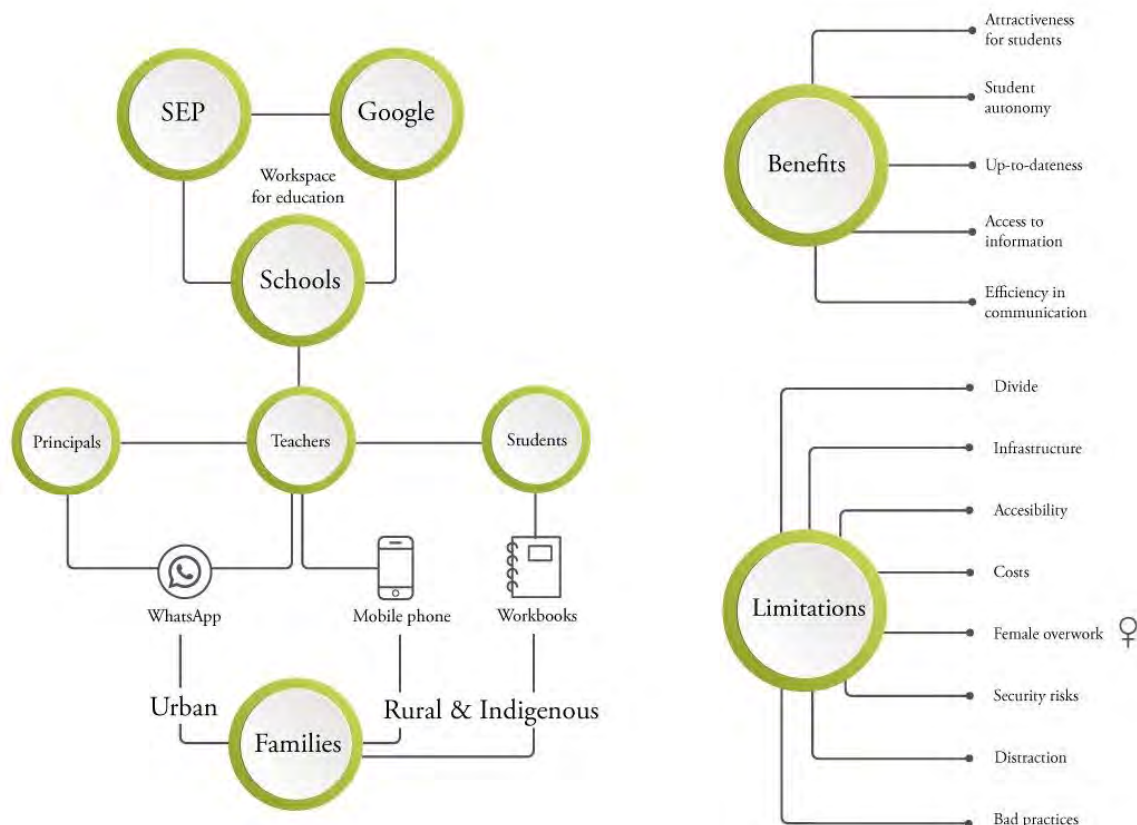 SEP
Google
Workspace
for education
Schools
Principals
Teachers
Students
WhatsApp
Mobile phone
Workbooks
Urban
Rural & Indigenous
Families
Benefits
Attractiveness
for students
Student
autonomy
Up-to-dateness
Access to
information
Efficiency in
communication
Limitations
Divide
Infrastructure
Accesibility
Costs
Female overwork
Security risks
Distraction
Bad practices